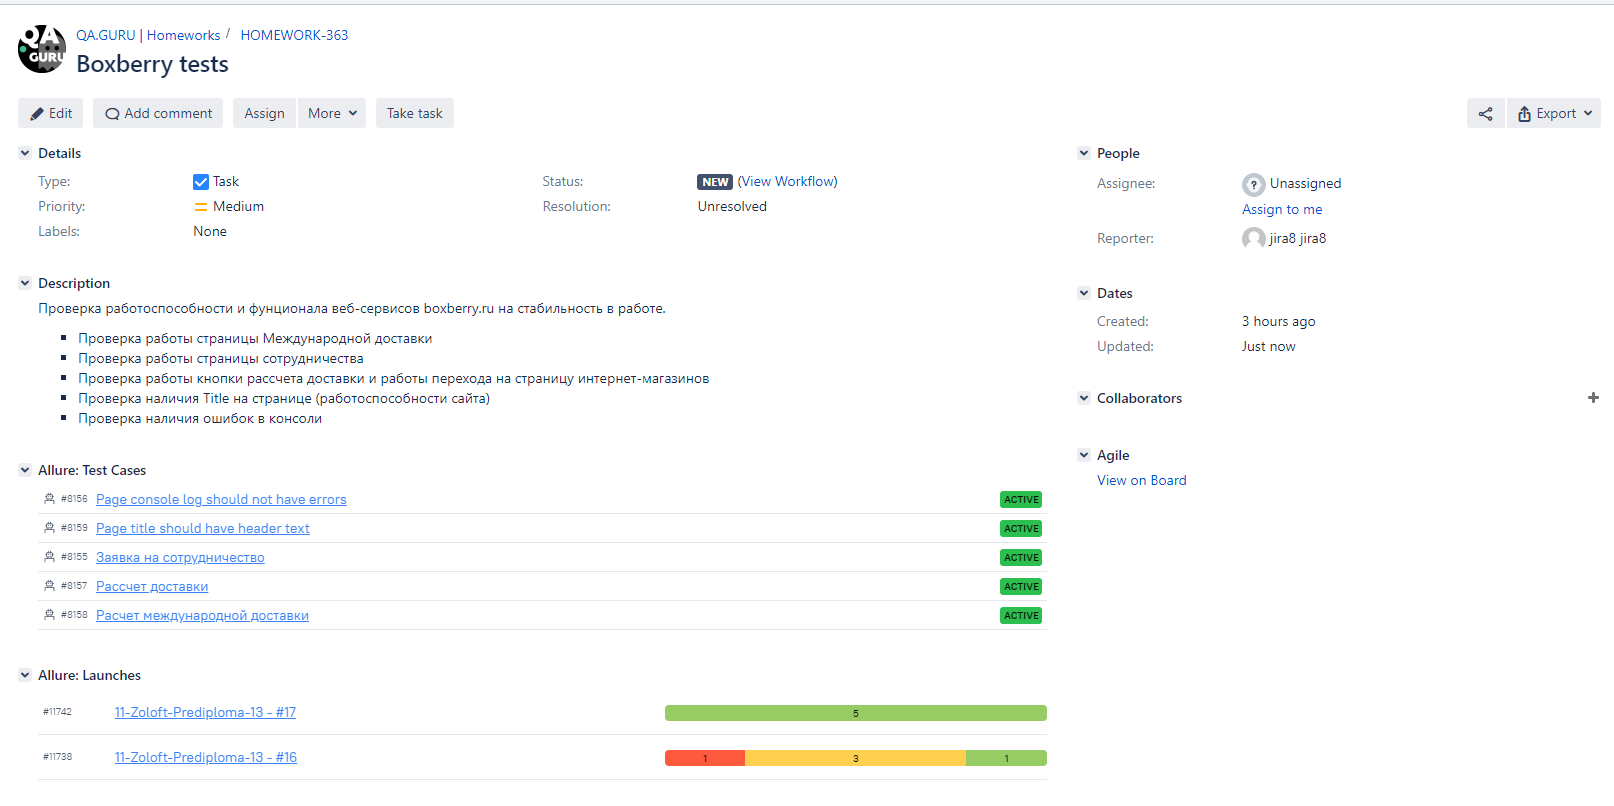 QA
GURU
QA.GURU | Homeworks / HOMEWORK-363
Boxberry tests
Edit Add comment Assign More Take task Export
Details
Type: Task Status: NEW (View Workflow)
Priority: Medium Resolution: Unresolved
Labels: None
Description
Проверка работоспособности и фунционала веб-сервисов boxberry.ru на стабильность в работе.
Проверка работы страницы Международной доставки
Проверка работы страницы сотрудничества
Проверка работы кнопки рассчета доставки и работы перехода на страницу интернет-магазинов
Проверка наличия Title на странице (работоспособности сайта)
Проверка наличия ошибок в консоли
Allure: Test Cases
#8156 Page console log should not have errors ACTIVE
#8159 Page title should have header text ACTIVE
#8155 Заявка на сотрудничество ACTIVE
#8157 Рассчет доставки ACTIVE
#8158 Расчет международной доставки ACTIVE
Allure: Launches
#11742 11-Zoloft-Prediploma-13 - #17 5
#11738 11-Zoloft-Prediploma-13 - #16 1 3 1
People
Assignee: ? Unassigned
Assign to me
Reporter: jira8 jira8
Dates
Created: 3 hours ago
Updated: Just now
Collaborators +
Agile
View on Board